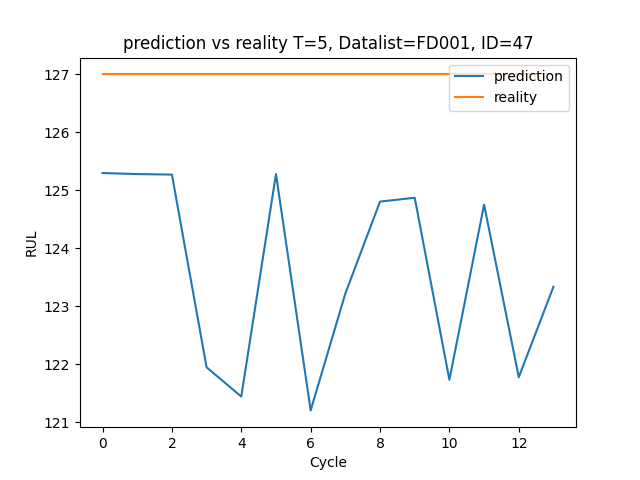 prediction vs reality T=5, Datalist=FD001, ID=47
127
126
125
124
123
122
121
RUL
prediction
reality
0 2 4 6 8 10 12
Cycle